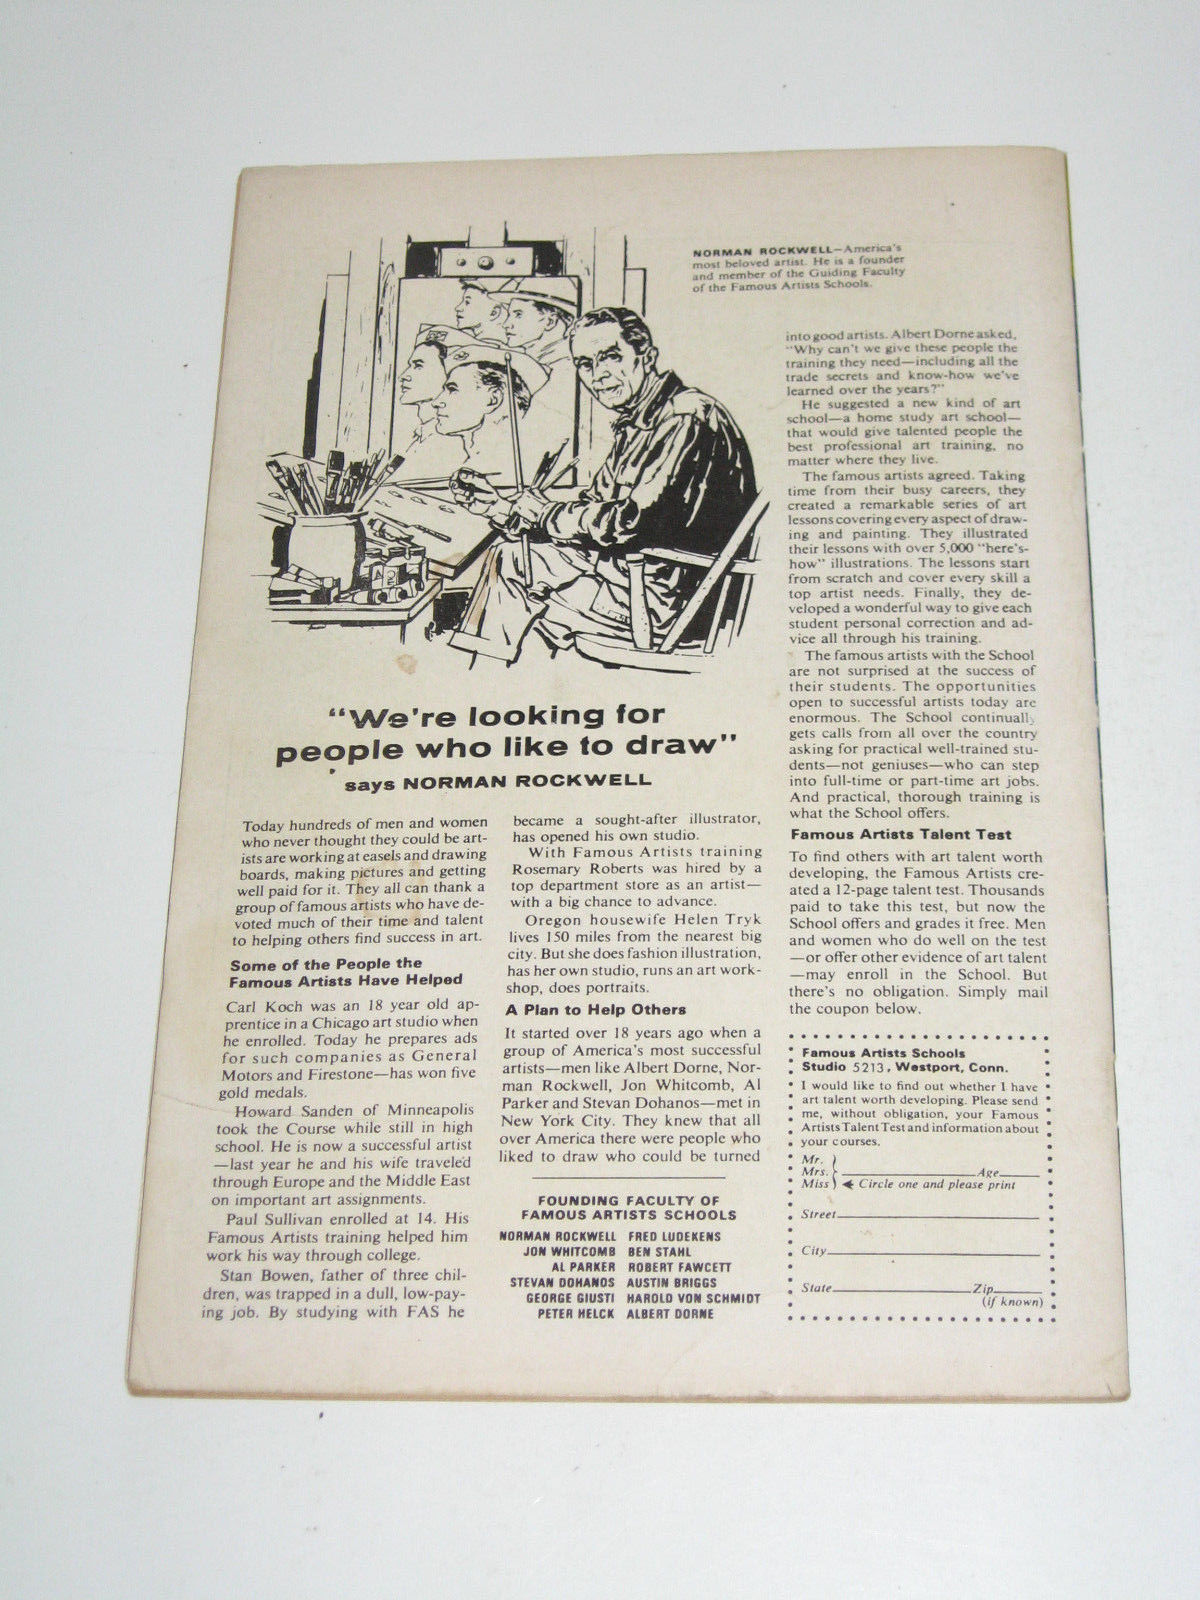 NORMAN ROCKWELL—America's
most beloved artist. He is a founder
and member of the Guiding Faculty
of the Famous Artists Schools.
"We're looking for
people who like to draw"
says NORMAN ROCKWELL
Today hundreds of men and women
who never thought they could be art-
ists are working at easels and drawing
boards, making pictures and getting
well paid for it. They all can thank a
group of famous artists who have de-
voted much of their time and talent
to helping others find success in art.
Some of the People the
Famous Artists Have Helped
Carl Koch was an 18 year old ap-
prentice in a Chicago art studio when
he enrolled. Today he prepares ads
for such companies as General
Motors and Firestone—has won five
gold medals.
Howard Sanden of Minneapolis
took the Course while still in high
school. He is now a successful artist
—last year he and his wife traveled
through Europe and the Middle East
on important art assignments.
Paul Sullivan enrolled at 14. His
Famous Artists training helped him
work his way through college.
Stan Bowen, father of three chil-
dren, was trapped in a dull, low-pay-
ing job. By studying with FAS he
became a sought-after illustrator,
has opened his own studio.
With Famous Artists training
Rosemary Roberts was hired by a
top department store as an artist—
with a big chance to advance.
Oregon housewife Helen Tryk
lives 150 miles from the nearest big
city. But she does fashion illustration,
has her own studio, runs an art work-
shop, does portraits.
A Plan to Help Others
It started over 18 years ago when a
group of America's most successful
artists—men like Albert Dorne, Nor-
man Rockwell, Jon Whitcomb, Al
Parker and Stevan Dohanos—met in
New York City. They knew that all
over America there were people who
liked to draw who could be turned
FOUNDING FACULTY OF
FAMOUS ARTISTS SCHOOLS
NORMAN ROCKWELL FRED LUDEKENS
JON WHITCOMB BEN STAHL
AL PARKER ROBERT FAWCETT
STEVAN DOHANOS AUSTIN BRIGGS
GEORGE GIUSTI HAROLD VON SCHMIDT
PETER HELCK ALBERT DORNE
into good artists. Albert Dorne asked,
"Why can't we give these people the
training they need—including all the
trade secrets and know-how we've
learned over the years?"
He suggested a new kind of art
school—a home study art school—
that would give talented people the
best professional art training, no
matter where they live.
The famous artists agreed. Taking
time from their busy careers, they
created a remarkable series of art
lessons covering every aspect of draw-
ing and painting. They illustrated
their lessons with over 5,000 "here's-
how" illustrations. The lessons start
from scratch and cover every skill a
top artist needs. Finally, they de-
veloped a wonderful way to give each
student personal correction and ad-
vice all through his training.
The famous artists with the School
are not surprised at the success of
their students. The opportunities
open to successful artists today are
enormous. The School continually
gets calls from all over the country
asking for practical well-trained stu-
dents—not geniuses—who can step
into full-time or part-time art jobs.
And practical, thorough training is
what the School offers.
Famous Artists Talent Test
To find others with art talent worth
developing, the Famous Artists cre-
ated a 12-page talent test. Thousands
paid to take this test, but now the
School offers and grades it free. Men
and women who do well on the test
—or offer other evidence of art talent
—may enroll in the School. But
there's no obligation. Simply mail
the coupon below.
Famous Artists Schools
Studio 5213, Westport, Conn.
I would like to find out whether I have
art talent worth developing. Please send
me, without obligation, your Famous
Artists Talent Test and information about
your courses.
Mr.
Mrs. Age
Miss Circle one and please print
Street
City
State Zip
(if known)